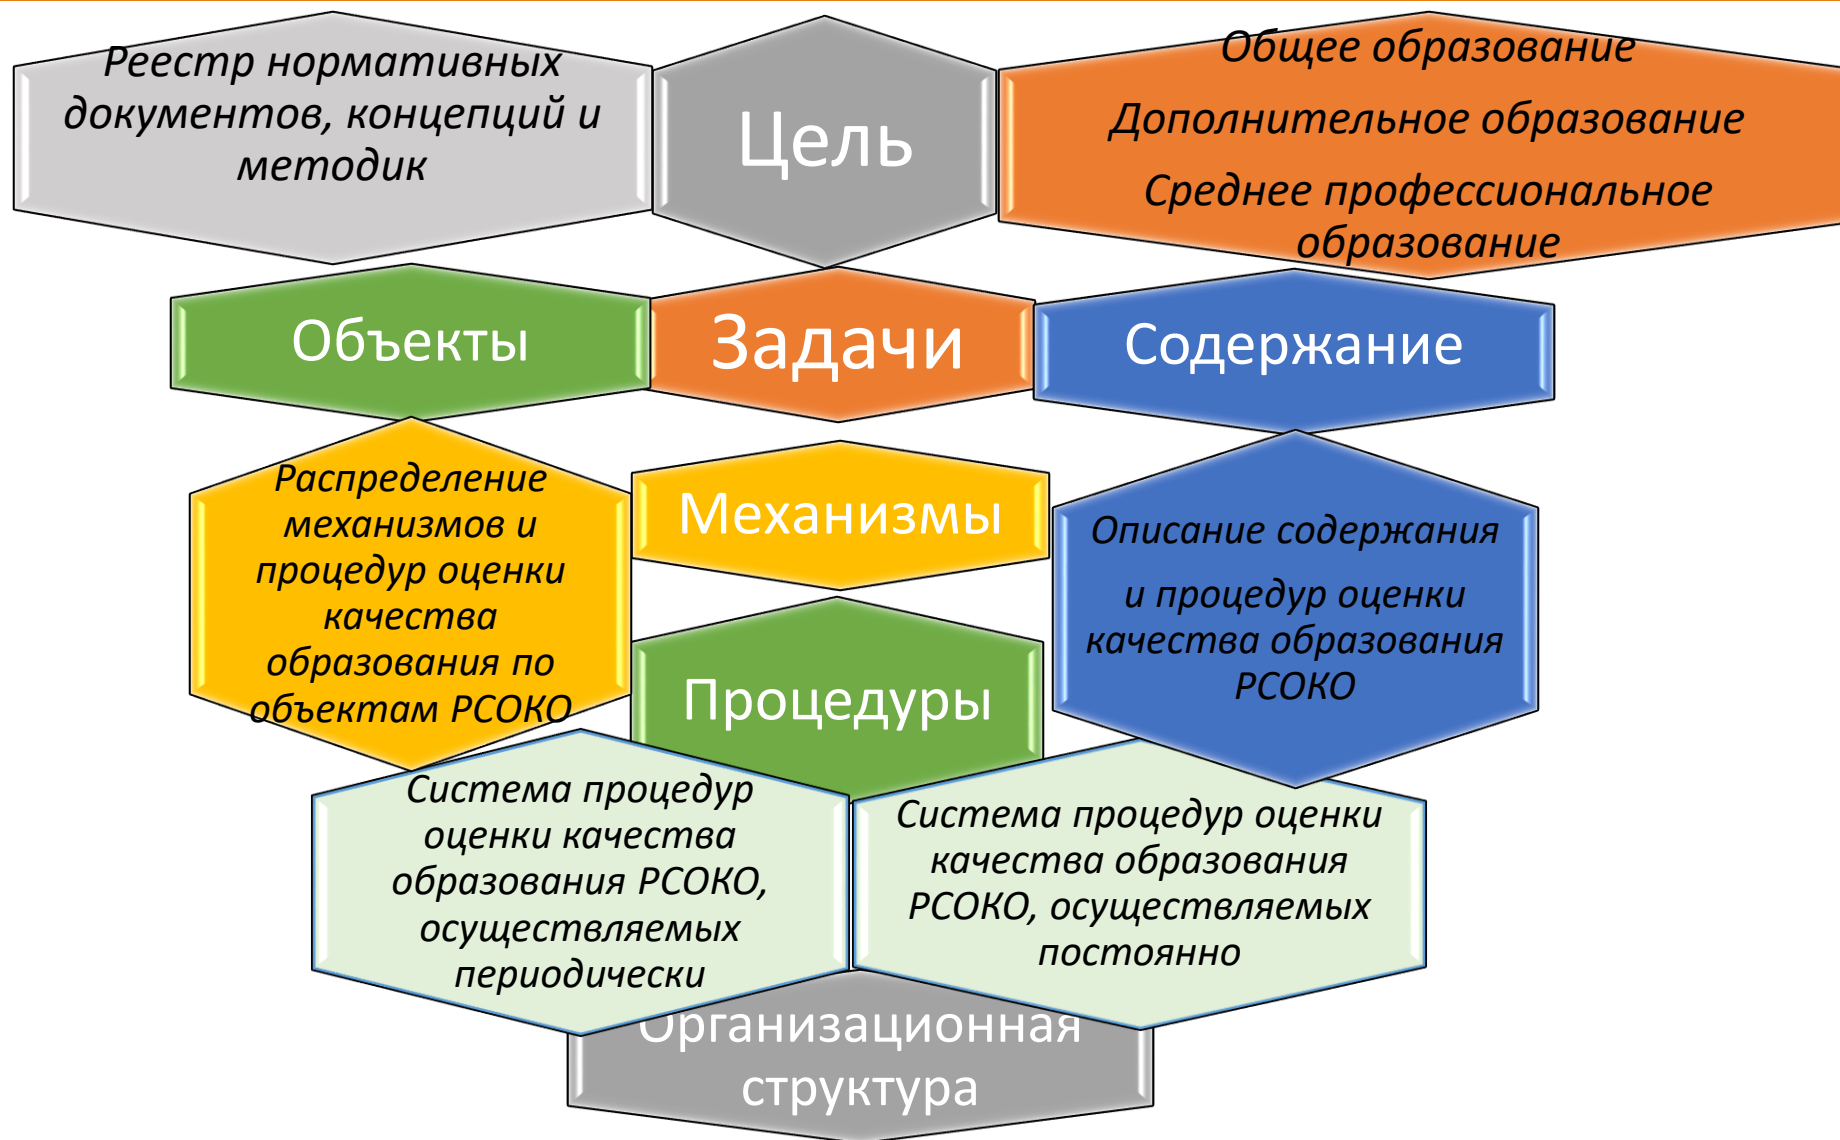 Реестр нормативных
документов, концепций и
методик
Цель
Общее образование
Дополнительное образование
Среднее профессиональное
образование
Объекты
Задачи
Содержание
Распределение
механизмов и
процедур оценки
качества
образования по
объектам РСОКО
Механизмы
Описание содержания
и процедур оценки
качества образования
РСОКО
Процедуры
Система процедур
оценки качества
образования РСОКО,
осуществляемых
периодически
Система процедур оценки
качества образования
РСОКО, осуществляемых
постоянно
Организационная
структура